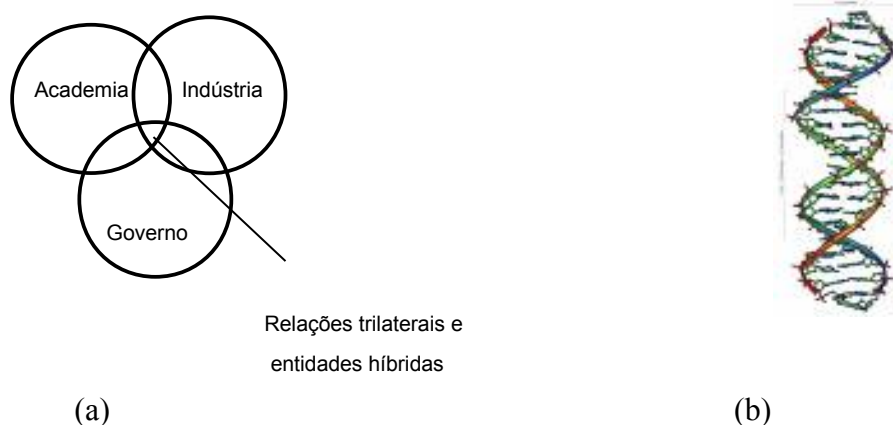 Academia
Indústria
Governo
Relações trilaterais e
entidades híbridas
(a)
(b)